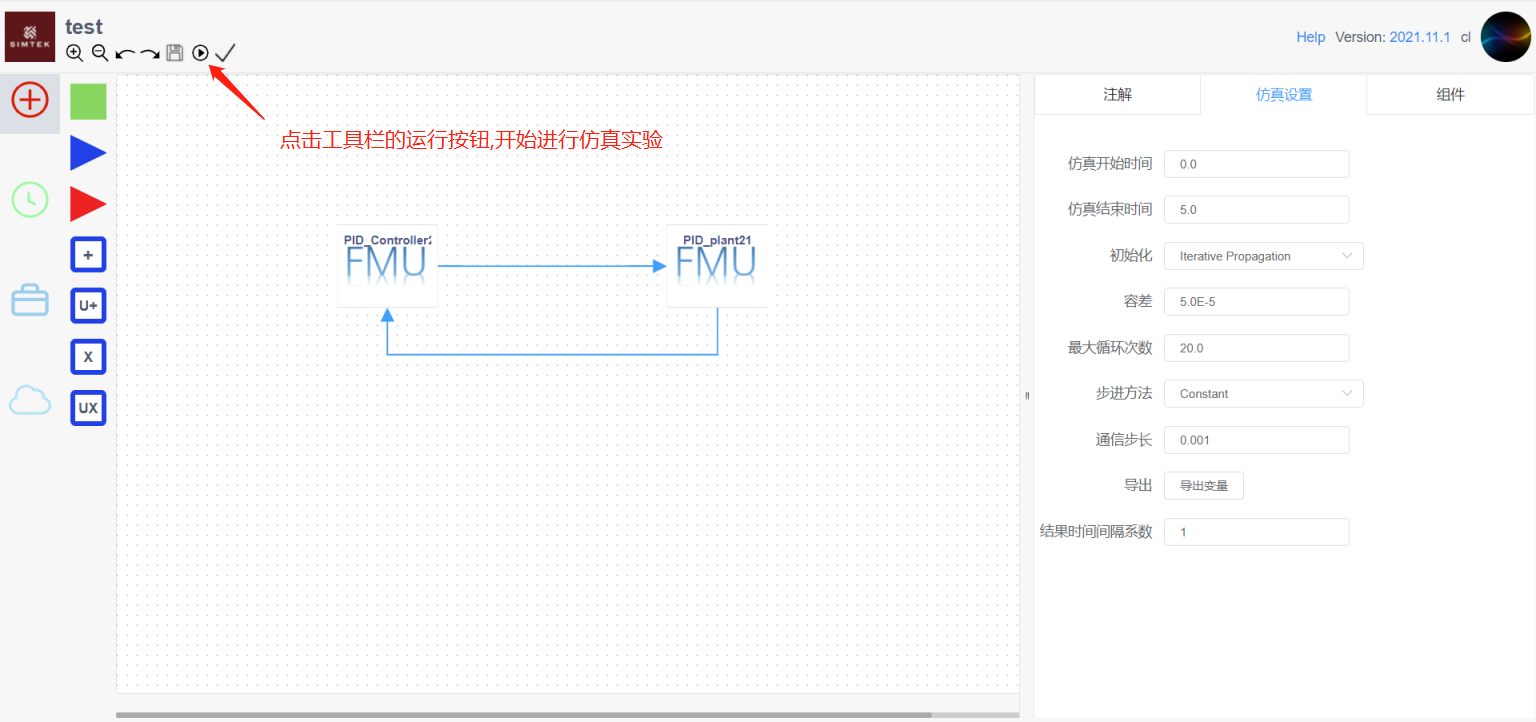 test
SIMTEK
Help Version: 2021.11.1 cl
点击工具栏的运行按钮,开始进行仿真实验
+
U+
X
UX
PID_Controller2
FMU
PID_plant21
FMU
注解 仿真设置 组件
仿真开始时间 0.0
仿真结束时间 5.0
初始化 Iterative Propagation
容差 5.0E-5
最大循环次数 20.0
步进方法 Constant
通信步长 0.001
导出 导出变量
结果时间间隔系数 1